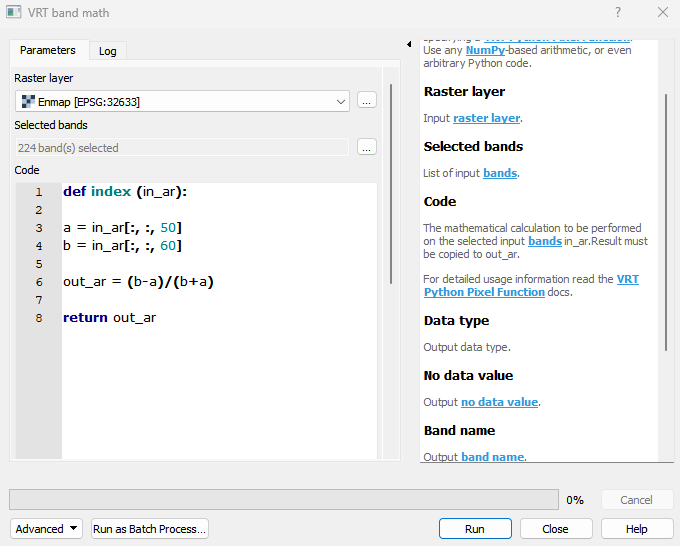 VRT band math
?
Parameters
Log
Raster layer
Enmap [EPSG:32633]
...
Selected bands
224 band(s) selected
...
Code
1 def index (in_ar):
2
3 a = in_ar[:, :, 50]
4 b = in_ar[:, :, 60]
5
6 out_ar = (b-a)/(b+a)
7
8 return out_ar
specifying a VRT Python Pixel Function.
Use any NumPy-based arithmetic, or even
arbitrary Python code.
Raster layer
Input raster layer.
Selected bands
List of input bands.
Code
The mathematical calculation to be performed
on the selected input bands in_ar.Result must
be copied to out_ar.
For detailed usage information read the VRT
Python Pixel Function docs.
Data type
Output data type.
No data value
Output no data value.
Band name
Output band name.
0%
Cancel
Advanced
Run as Batch Process...
Run
Close
Help